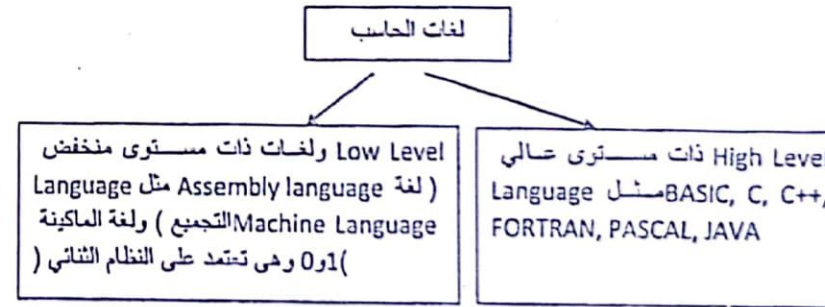 لغات الحاسب
High Level ذات مستوى عالي
Language مثل BASIC, C, C++,
FORTRAN, PASCAL, JAVA
Low Level ولغات ذات مستوى منخفض
Language مثل Assembly language ( لغة
التجميع ) ولغة الماكينة Machine Language
( وهى تعتمد على النظام الثنائي 0و1(